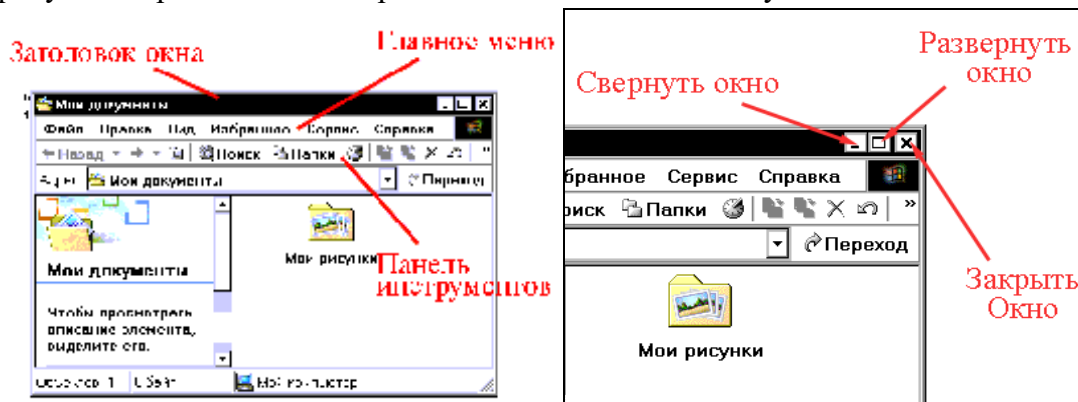 Заголовок окна
Главное меню
Мои документы
Файл Правка Вид Избранное Сервис Справка
Назад Поиск Папки
Мои документы Переход
Мои документы
Мои рисунки
Чтобы просмотреть
описание элемента,
выделите его.
Панель
инструментов
Мой компьютер
Развернуть
окно
Свернуть окно
бранное Сервис Справка
иск Папки »
Переход
Мои рисунки
Закрыть
Окно